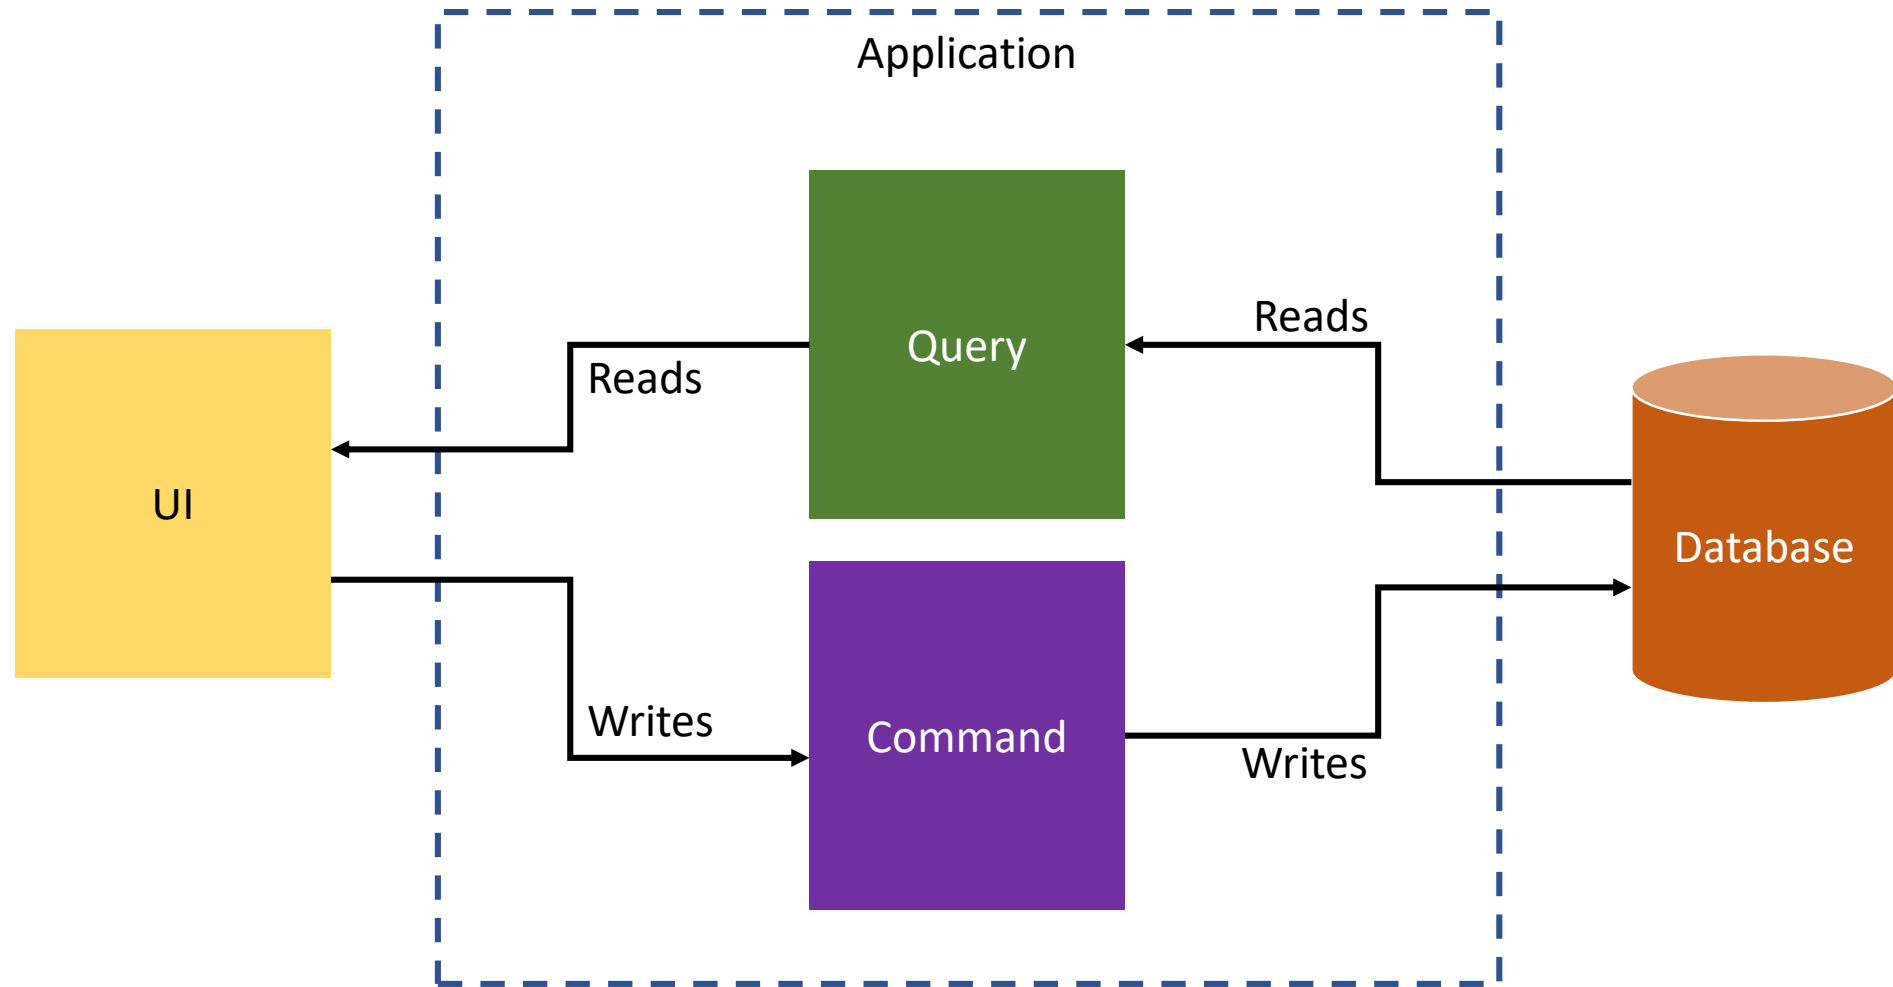 Application
Query
Reads
Reads
UI
Database
Writes
Command
Writes